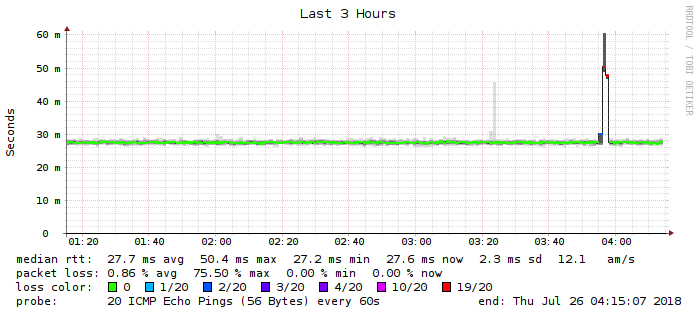 Last 3 Hours
RRDTOOL / TOBI OETIKER
Seconds
60 m
50 m
40 m
30 m
20 m
10 m
0
01:20 01:40 02:00 02:20 02:40 03:00 03:20 03:40 04:00
median rtt: 27.7 ms avg 50.4 ms max 27.2 ms min 27.6 ms now 2.3 ms sd 12.1 am/s
packet loss: 0.86 % avg 75.50 % max 0.00 % min 0.00 % now
loss color: 0 1/20 2/20 3/20 4/20 10/20 19/20
probe: 20 ICMP Echo Pings (56 Bytes) every 60s end: Thu Jul 26 04:15:07 2018